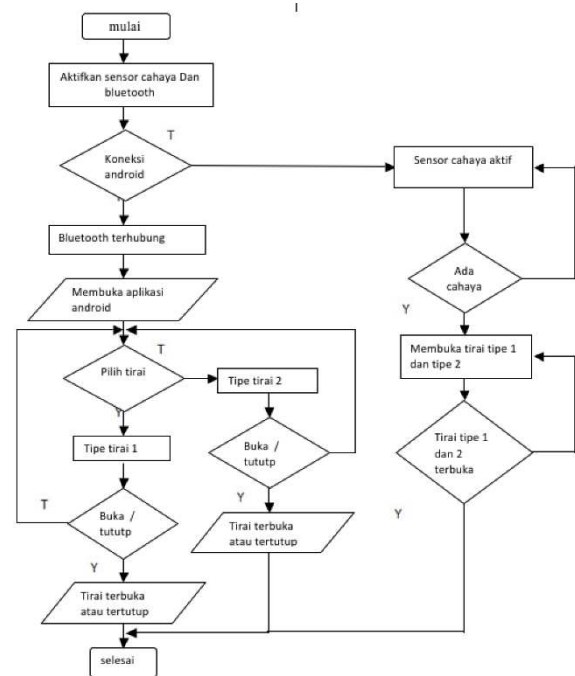 mulai
Aktifkan sensor cahaya Dan
bluetooth
T
Koneksi
android
Sensor cahaya aktif
Y
Bluetooth terhubung
Ada
cahaya
Membuka aplikasi
android
Y
T
Membuka tirai tipe 1
dan tipe 2
Pilih tirai
Tipe tirai 2
Y
Tipe tirai 1
Buka /
tututp
Tirai tipe 1
dan 2
terbuka
T
Y
Y
Buka /
tututp
Tirai terbuka
atau tertutup
Y
Tirai terbuka
atau tertutup
selesai